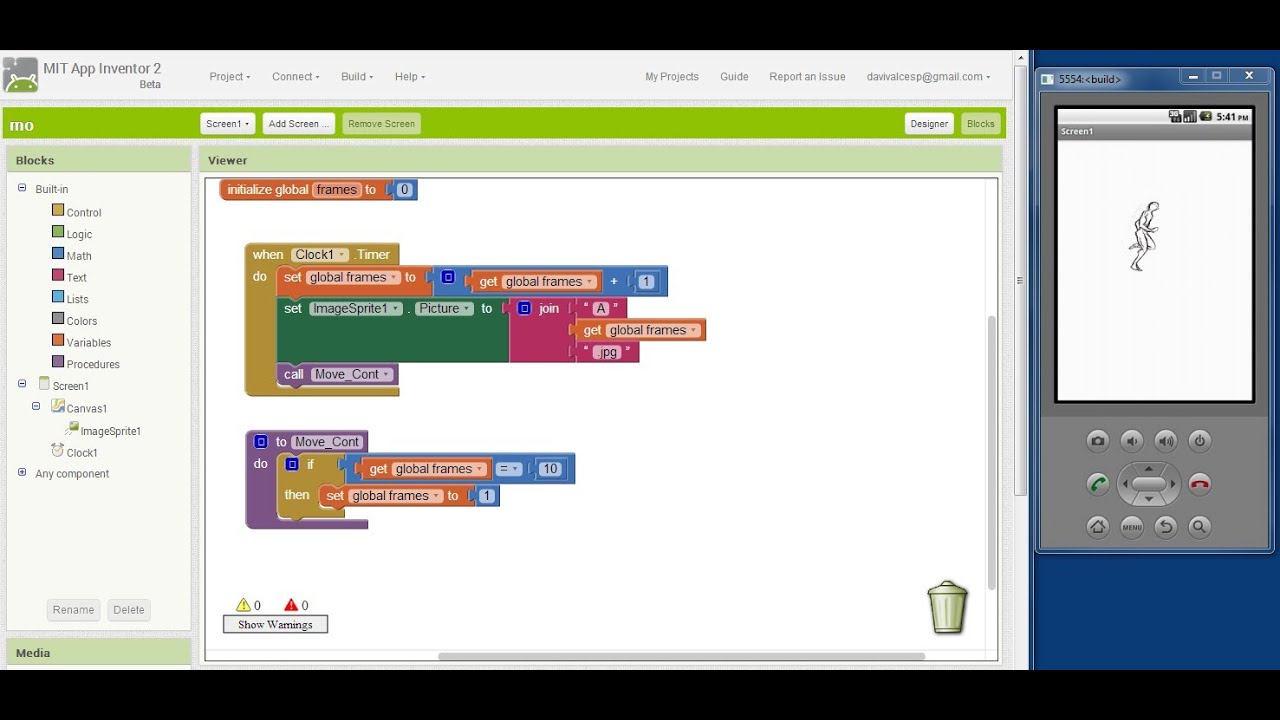 MIT App Inventor 2
Beta
Project Connect Build Help
My Projects Guide Report an Issue davivalcesp@gmail.com
mo
Screen1 Add Screen ... Remove Screen
Designer Blocks
Blocks
Built-in
Control
Logic
Math
Text
Lists
Colors
Variables
Procedures
Screen1
Canvas1
ImageSprite1
Clock1
Any component
Rename Delete
Media
Viewer
initialize global frames to 0
when Clock1 .Timer
do set global frames to get global frames + 1
set ImageSprite1 . Picture to join " A "
get global frames
" .jpg "
call Move_Cont
to Move_Cont
do if get global frames = 10
then set global frames to 1
0 0
Show Warnings
5554:<build>
3G 5:41 PM
Screen1
MENU